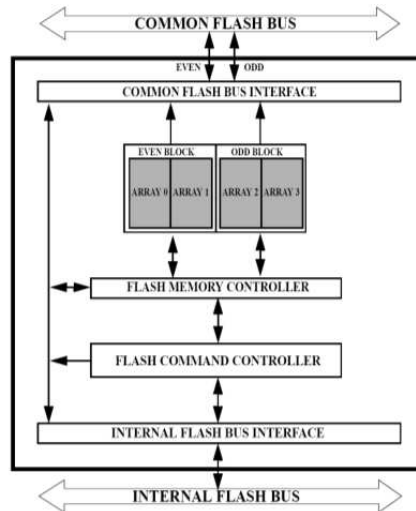 COMMON FLASH BUS
EVEN ODD
COMMON FLASH BUS INTERFACE
EVEN BLOCK ODD BLOCK
ARRAY 0 ARRAY 1 ARRAY 2 ARRAY 3
FLASH MEMORY CONTROLLER
FLASH COMMAND CONTROLLER
INTERNAL FLASH BUS INTERFACE
INTERNAL FLASH BUS